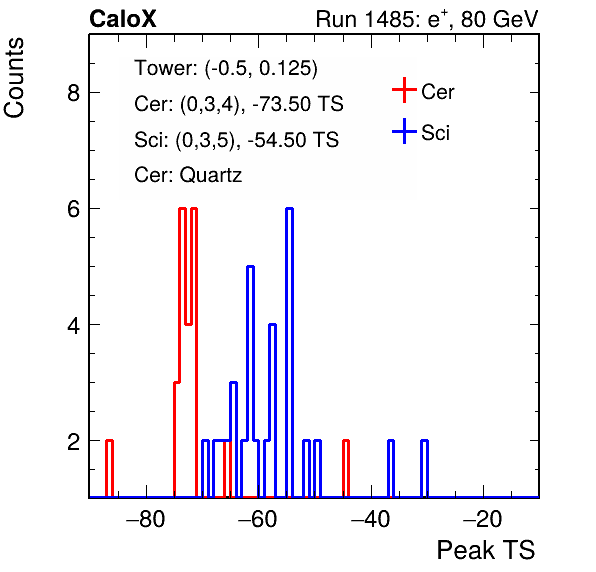 CaloX Run 1485: e⁺, 80 GeV
Counts
Tower: (-0.5, 0.125)
Cer: (0,3,4), -73.50 TS
Sci: (0,3,5), -54.50 TS
Cer: Quartz
Cer
Sci
8
6
4
2
−80 −60 −40 −20
Peak TS